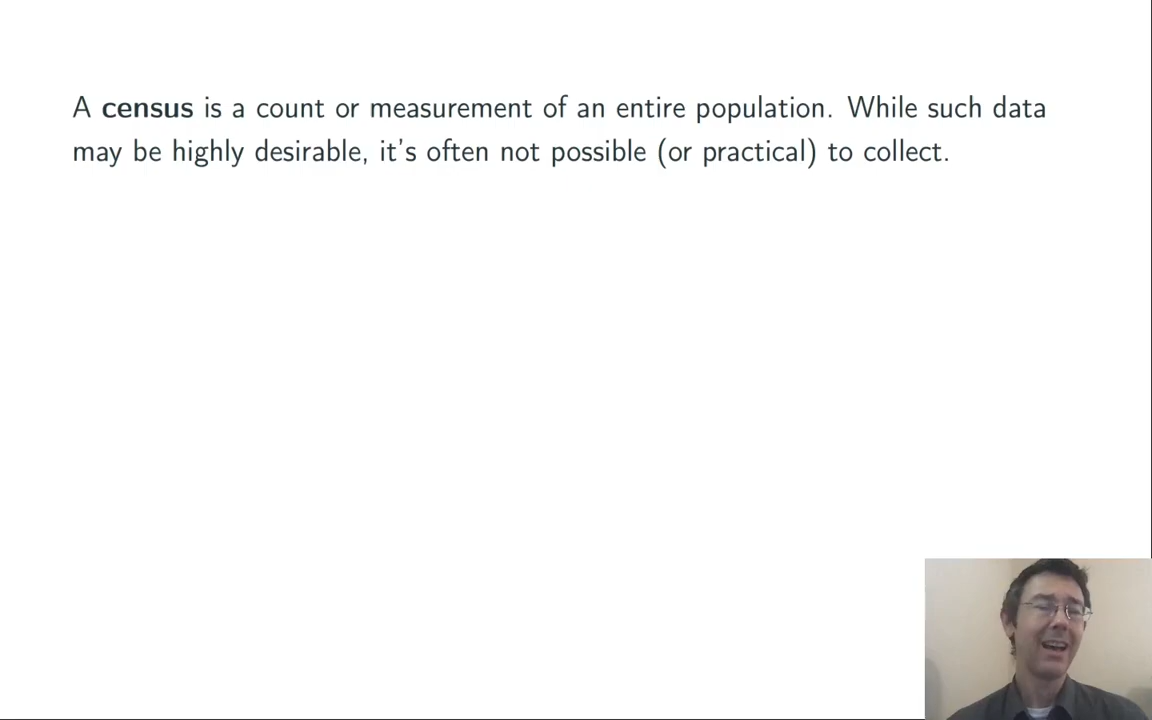 A census is a count or measurement of an entire population. While such data
may be highly desirable, it's often not possible (or practical) to collect.